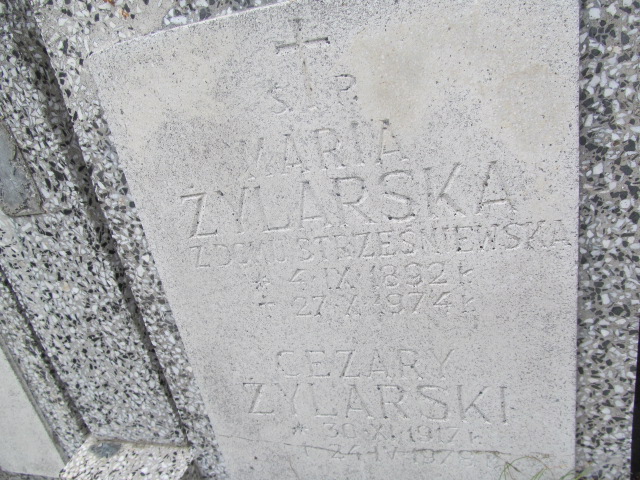 Ś.P.
MARIA
ŻYLARSKA
Z DOMU STRZEŚNIEWSKA
* 4 IX 1892 r
+ 27 X 1974 r
CEZARY
ŻYLARSKI
* 30 XI 1917 r